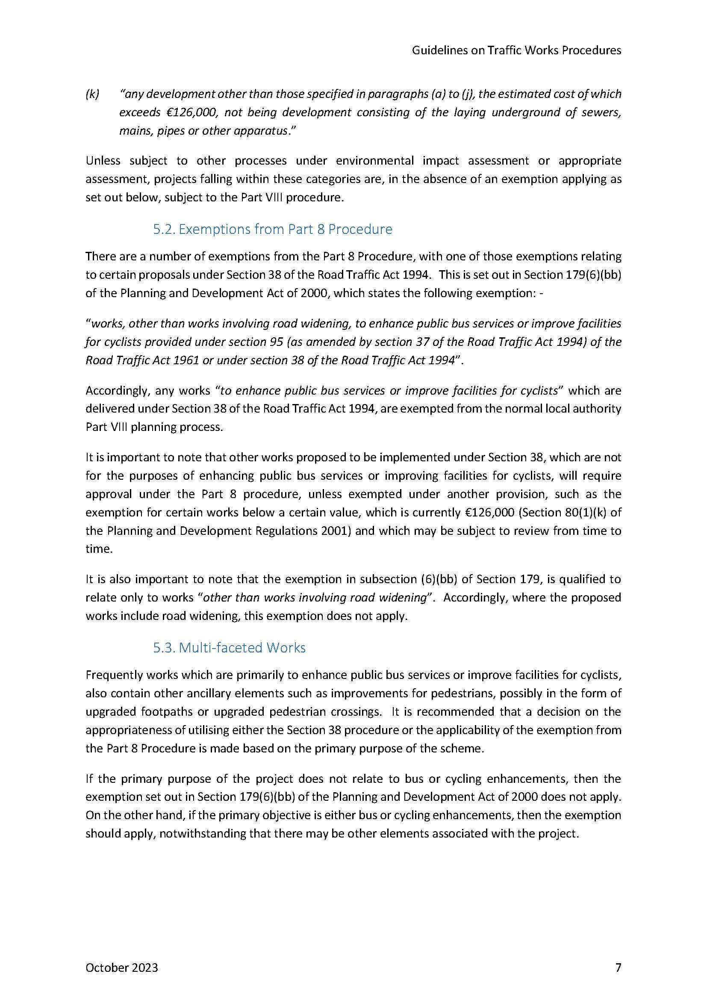 Guidelines on Traffic Works Procedures
(k) “any development other than those specified in paragraphs (a) to (j), the estimated cost of which
exceeds €126,000, not being development consisting of the laying underground of sewers,
mains, pipes or other apparatus.”
Unless subject to other processes under environmental impact assessment or appropriate
assessment, projects falling within these categories are, in the absence of an exemption applying as
set out below, subject to the Part VIII procedure.
5.2. Exemptions from Part 8 Procedure
There are a number of exemptions from the Part 8 Procedure, with one of those exemptions relating
to certain proposals under Section 38 of the Road Traffic Act 1994. This is set out in Section 179(6)(bb)
of the Planning and Development Act of 2000, which states the following exemption: -
“works, other than works involving road widening, to enhance public bus services or improve facilities
for cyclists provided under section 95 (as amended by section 37 of the Road Traffic Act 1994) of the
Road Traffic Act 1961 or under section 38 of the Road Traffic Act 1994”.
Accordingly, any works “to enhance public bus services or improve facilities for cyclists” which are
delivered under Section 38 of the Road Traffic Act 1994, are exempted from the normal local authority
Part VIII planning process.
It is important to note that other works proposed to be implemented under Section 38, which are not
for the purposes of enhancing public bus services or improving facilities for cyclists, will require
approval under the Part 8 procedure, unless exempted under another provision, such as the
exemption for certain works below a certain value, which is currently €126,000 (Section 80(1)(k) of
the Planning and Development Regulations 2001) and which may be subject to review from time to
time.
It is also important to note that the exemption in subsection (6)(bb) of Section 179, is qualified to
relate only to works “other than works involving road widening”. Accordingly, where the proposed
works include road widening, this exemption does not apply.
5.3. Multi-faceted Works
Frequently works which are primarily to enhance public bus services or improve facilities for cyclists,
also contain other ancillary elements such as improvements for pedestrians, possibly in the form of
upgraded footpaths or upgraded pedestrian crossings. It is recommended that a decision on the
appropriateness of utilising either the Section 38 procedure or the applicability of the exemption from
the Part 8 Procedure is made based on the primary purpose of the scheme.
If the primary purpose of the project does not relate to bus or cycling enhancements, then the
exemption set out in Section 179(6)(bb) of the Planning and Development Act of 2000 does not apply.
On the other hand, if the primary objective is either bus or cycling enhancements, then the exemption
should apply, notwithstanding that there may be other elements associated with the project.
October 2023 7